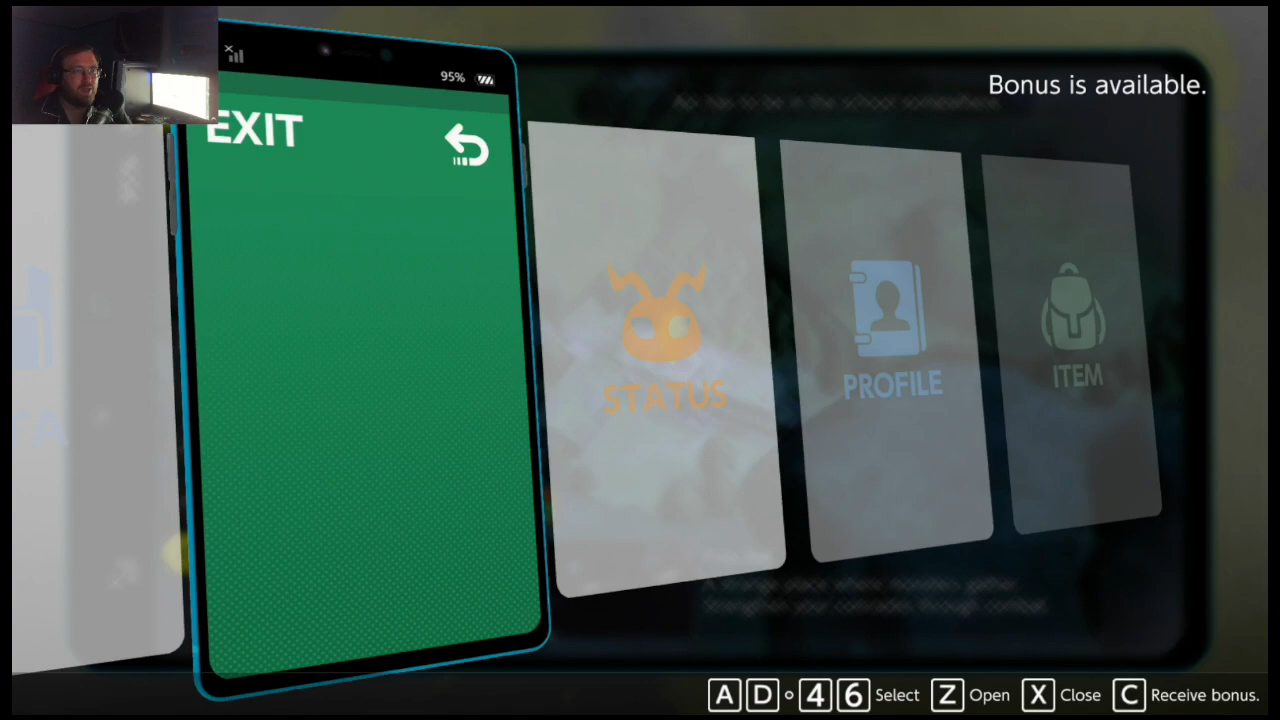 95%
Bonus is available.
EXIT
STATUS
PROFILE
ITEM
A D 4 6 Select Z Open X Close C Receive bonus.